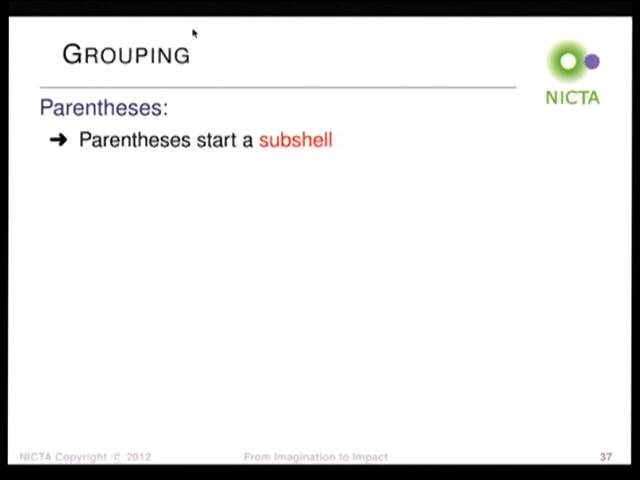 GROUPING
NICTA
Parentheses:
➜ Parentheses start a subshell
NICTA Copyright © 2012
From Imagination to Impact
37